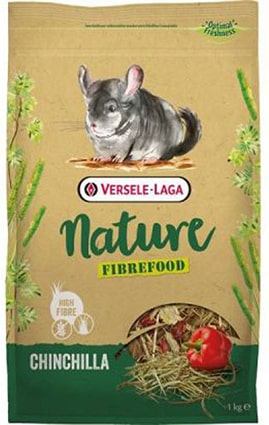 Optimal
Freshness
VERSELE-LAGA
Nature
FIBREFOOD
HIGH
FIBRE
CHINCHILLA
1 kg e